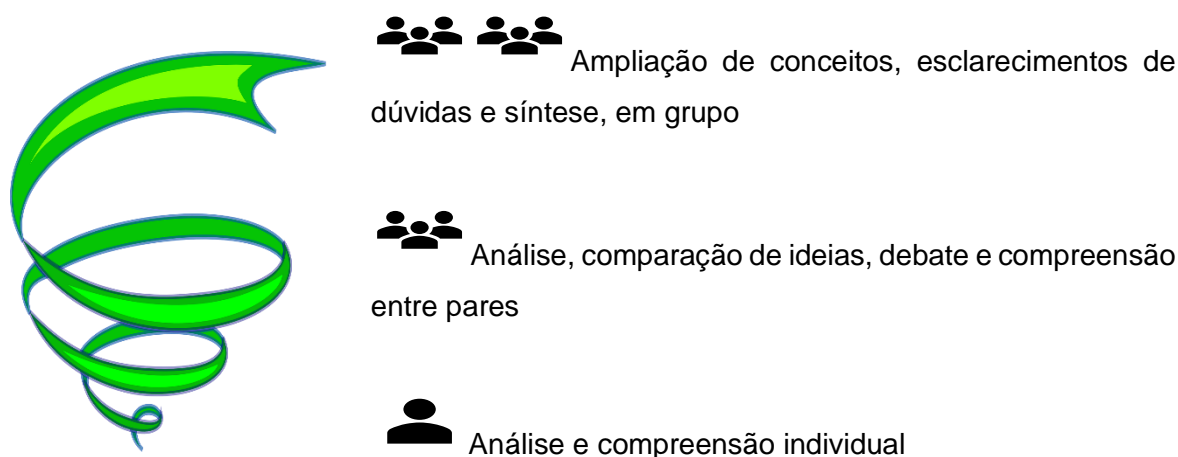 Ampliação de conceitos, esclarecimentos de
dúvidas e síntese, em grupo
Análise, comparação de ideias, debate e compreensão
entre pares
Análise e compreensão individual